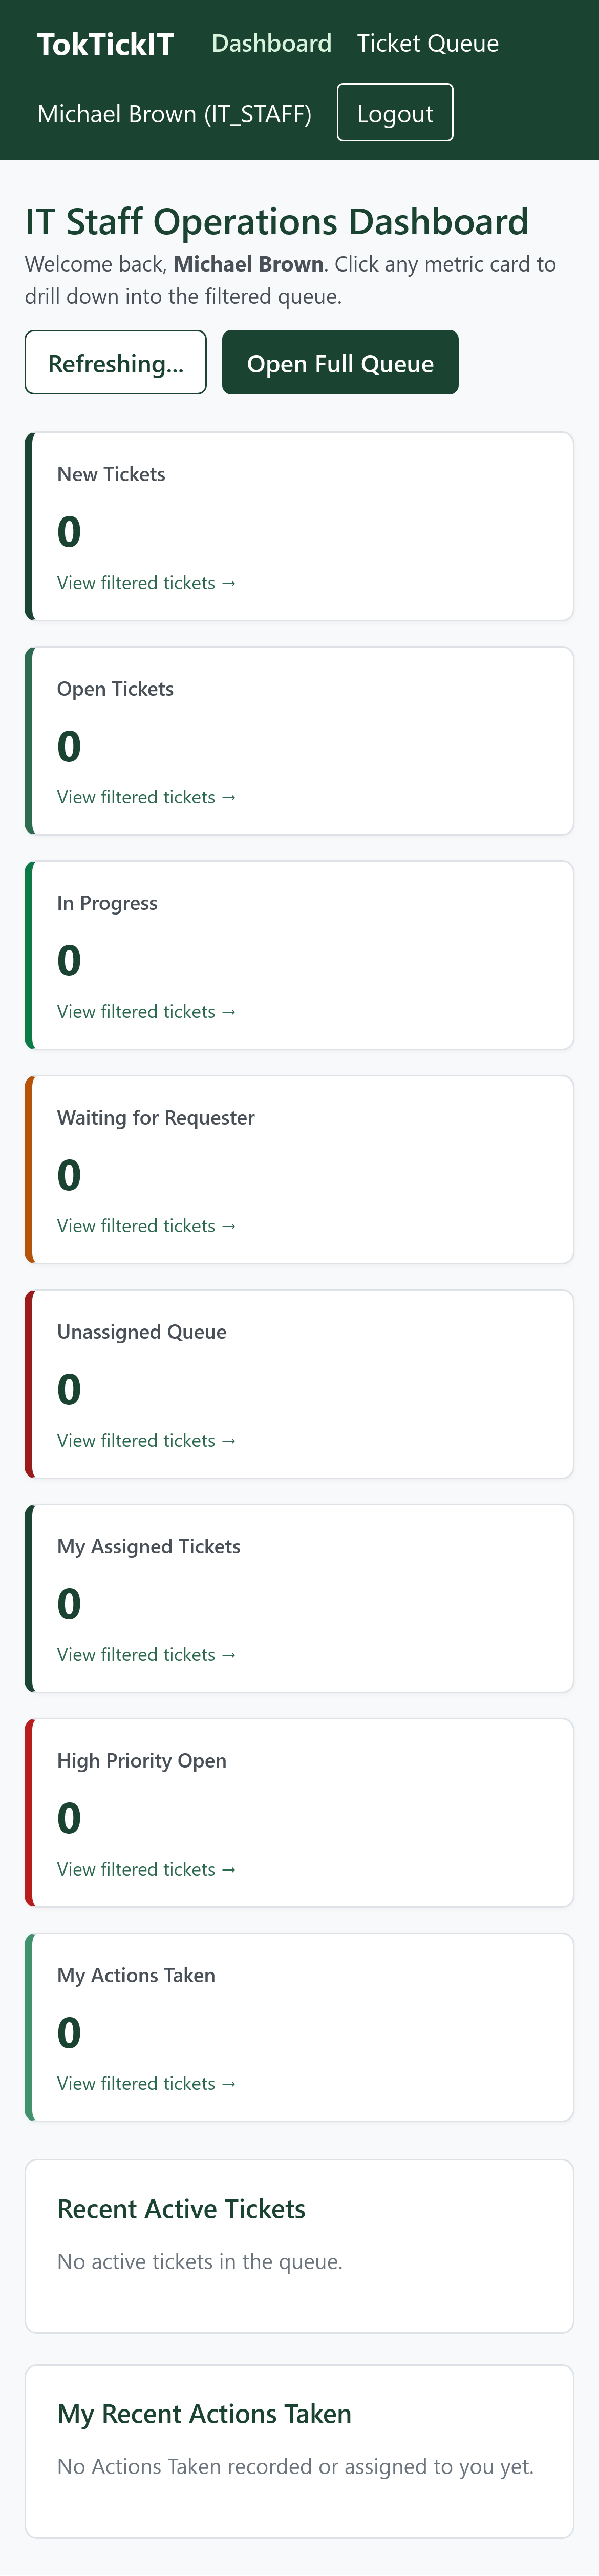 TokTickIT Dashboard Ticket Queue
Michael Brown (IT_STAFF) Logout
IT Staff Operations Dashboard
Welcome back, Michael Brown. Click any metric card to
drill down into the filtered queue.
Refreshing... Open Full Queue
New Tickets
0
View filtered tickets →
Open Tickets
0
View filtered tickets →
In Progress
0
View filtered tickets →
Waiting for Requester
0
View filtered tickets →
Unassigned Queue
0
View filtered tickets →
My Assigned Tickets
0
View filtered tickets →
High Priority Open
0
View filtered tickets →
My Actions Taken
0
View filtered tickets →
Recent Active Tickets
No active tickets in the queue.
My Recent Actions Taken
No Actions Taken recorded or assigned to you yet.